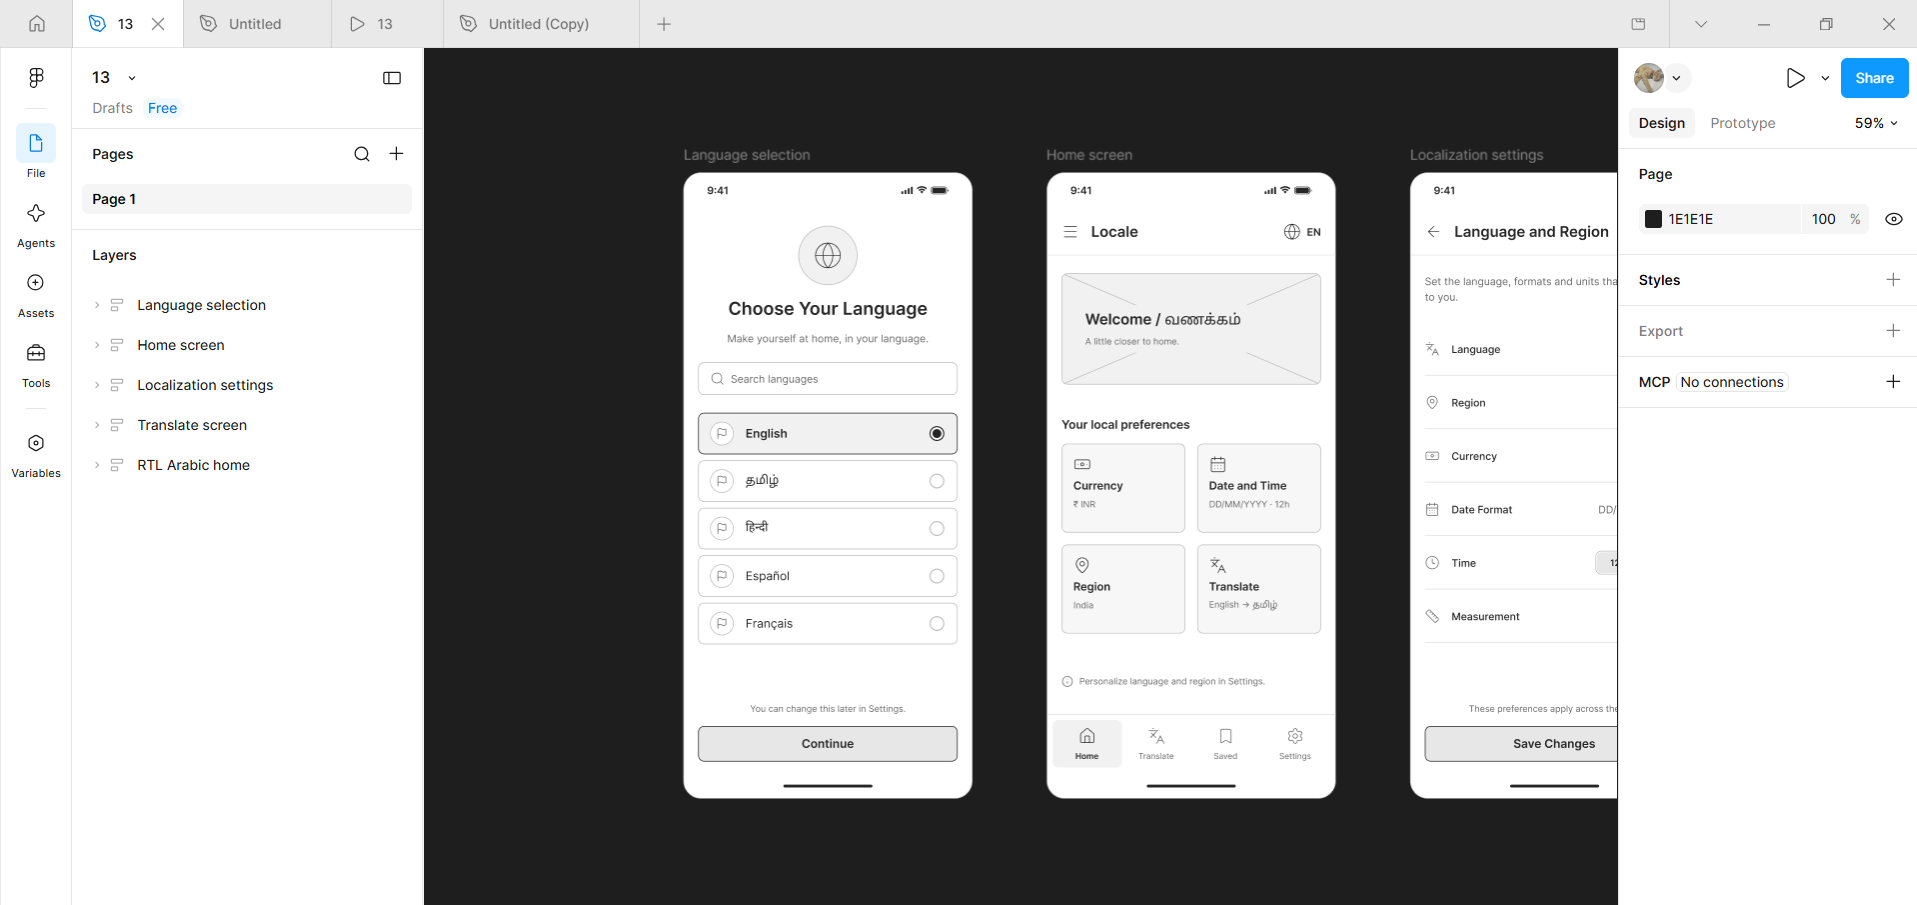 13
Untitled
13
Untitled (Copy)
13
Drafts
Free
Share
Design
Prototype
59%
File
Agents
Assets
Tools
Variables
Pages
Page 1
Layers
Language selection
Home screen
Localization settings
Translate screen
RTL Arabic home
Language selection
9:41
Choose Your Language
Make yourself at home, in your language.
Search languages
English
தமிழ்
हिन्दी
Español
Français
You can change this later in Settings.
Continue
Home screen
9:41
Locale
EN
Welcome / வணக்கம்
A little closer to home.
Your local preferences
Currency
₹ INR
Date and Time
DD/MM/YYYY · 12h
Region
India
Translate
English → தமிழ்
Personalize language and region in Settings.
Home
Translate
Saved
Settings
Localization settings
9:41
Language and Region
Set the language, formats and units tha
to you.
Language
Region
Currency
Date Format
DD/
Time
12
Measurement
These preferences apply across the
Save Changes
Page
1E1E1E
100 %
Styles
Export
MCP
No connections